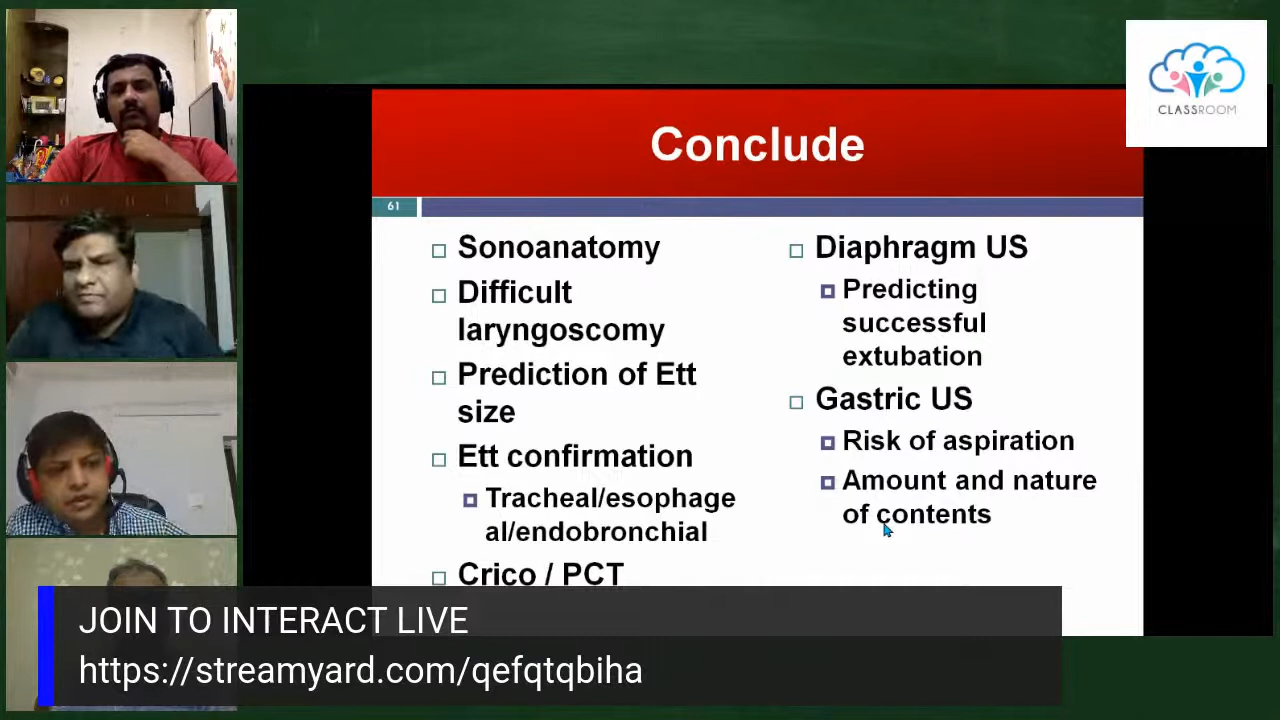 CLASSROOM
Conclude
61
Sonoanatomy
Difficult
laryngoscomy
Prediction of Ett
size
Ett confirmation
Tracheal/esophage
al/endobronchial
Crico / PCT
Diaphragm US
Predicting
successful
extubation
Gastric US
Risk of aspiration
Amount and nature
of contents
JOIN TO INTERACT LIVE
https://streamyard.com/qefqtqbiha